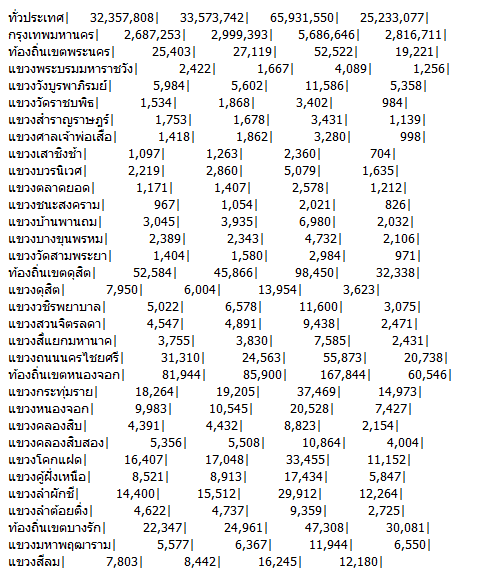 ทั่วประเทศ| 32,357,808| 33,573,742| 65,931,550| 25,233,077|
กรุงเทพมหานคร| 2,687,253| 2,999,393| 5,686,646| 2,816,711|
ท้องถิ่นเขตพระนคร| 25,403| 27,119| 52,522| 19,221|
แขวงพระบรมมหาราชวัง| 2,422| 1,667| 4,089| 1,256|
แขวงวังบูรพาภิรมย์| 5,984| 5,602| 11,586| 5,358|
แขวงวัดราชบพิธ| 1,534| 1,868| 3,402| 984|
แขวงสำราญราษฎร์| 1,753| 1,678| 3,431| 1,139|
แขวงศาลเจ้าพ่อเสือ| 1,418| 1,862| 3,280| 998|
แขวงเสาชิงช้า| 1,097| 1,263| 2,360| 704|
แขวงบวรนิเวศ| 2,219| 2,860| 5,079| 1,635|
แขวงตลาดยอด| 1,171| 1,407| 2,578| 1,212|
แขวงชนะสงคราม| 967| 1,054| 2,021| 826|
แขวงบ้านพานถม| 3,045| 3,935| 6,980| 2,032|
แขวงบางขุนพรหม| 2,389| 2,343| 4,732| 2,106|
แขวงวัดสามพระยา| 1,404| 1,580| 2,984| 971|
ท้องถิ่นเขตดุสิต| 52,584| 45,866| 98,450| 32,338|
แขวงดุสิต| 7,950| 6,004| 13,954| 3,623|
แขวงวชิรพยาบาล| 5,022| 6,578| 11,600| 3,075|
แขวงสวนจิตรลดา| 4,547| 4,891| 9,438| 2,471|
แขวงสี่แยกมหานาค| 3,755| 3,830| 7,585| 2,431|
แขวงถนนนครไชยศรี| 31,310| 24,563| 55,873| 20,738|
ท้องถิ่นเขตหนองจอก| 81,944| 85,900| 167,844| 60,546|
แขวงกระทุ่มราย| 18,264| 19,205| 37,469| 14,973|
แขวงหนองจอก| 9,983| 10,545| 20,528| 7,427|
แขวงคลองสิบ| 4,391| 4,432| 8,823| 2,154|
แขวงคลองสิบสอง| 5,356| 5,508| 10,864| 4,004|
แขวงโคกแฝด| 16,407| 17,048| 33,455| 11,152|
แขวงคู้ฝั่งเหนือ| 8,521| 8,913| 17,434| 5,847|
แขวงลำผักชี| 14,400| 15,512| 29,912| 12,264|
แขวงลำต้อยติ่ง| 4,622| 4,737| 9,359| 2,725|
ท้องถิ่นเขตบางรัก| 22,347| 24,961| 47,308| 30,081|
แขวงมหาพฤฒาราม| 5,577| 6,367| 11,944| 6,550|
แขวงสีลม| 7,803| 8,442| 16,245| 12,180|